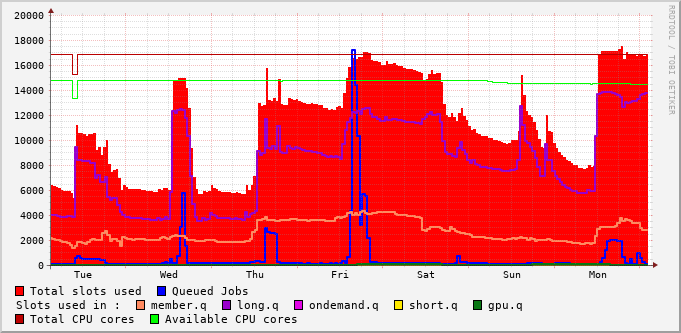 20000
18000
16000
14000
12000
10000
8000
6000
4000
2000
0
Tue Wed Thu Fri Sat Sun Mon
RRDTOOL / TOBI OETIKER
Total slots used Queued Jobs
Slots used in : member.q long.q ondemand.q short.q gpu.q
Total CPU cores Available CPU cores